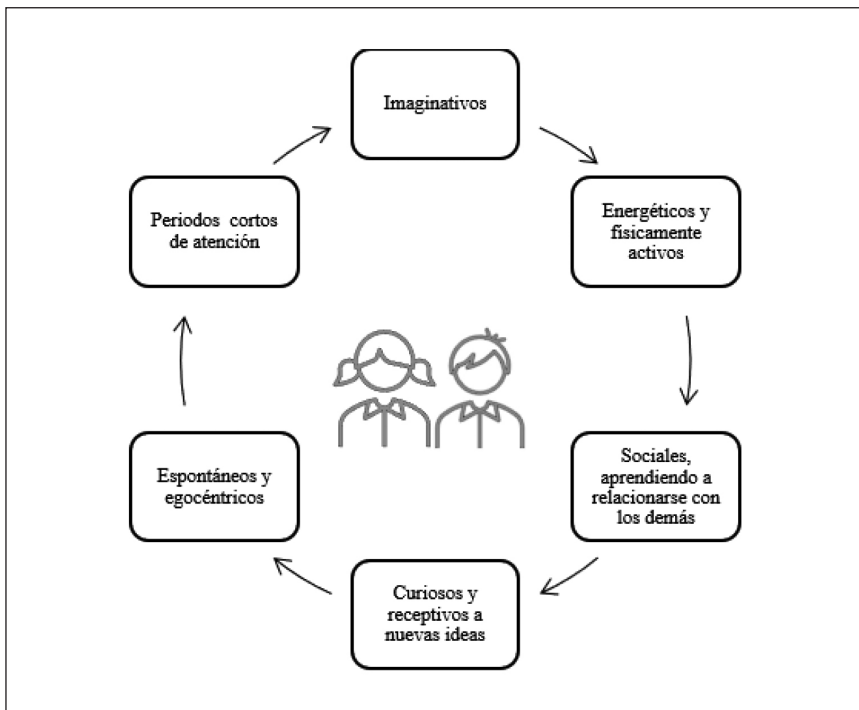 Imaginativos
Energéticos y
físicamente
activos
Sociales,
aprendiendo a
relacionarse con
los demás
Curiosos y
receptivos a
nuevas ideas
Espontáneos y
egocéntricos
Periodos cortos
de atención